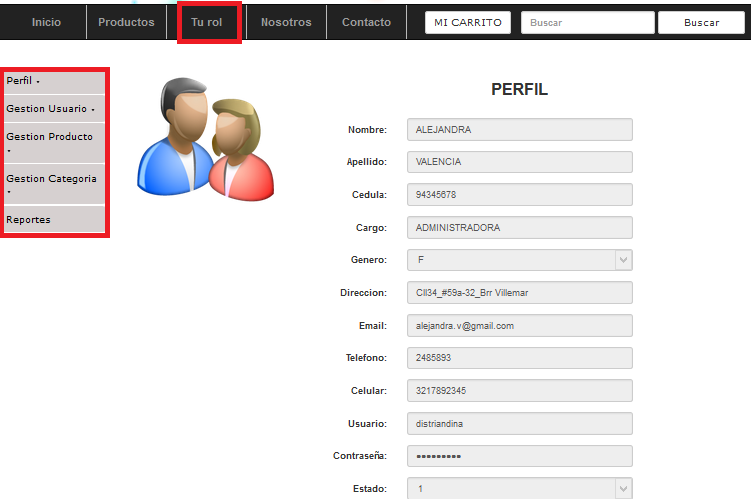 Inicio Productos Tu rol Nosotros Contacto MI CARRITO Buscar Buscar
Perfil
Gestion Usuario
Gestion Producto
Gestion Categoria
Reportes
PERFIL
Nombre: ALEJANDRA
Apellido: VALENCIA
Cedula: 94345678
Cargo: ADMINISTRADORA
Genero: F
Direccion: Cll34_#59a-32_Brr Villemar
Email: alejandra.v@gmail.com
Telefono: 2485893
Celular: 3217892345
Usuario: distriandina
Contraseña: •••••••••
Estado: 1